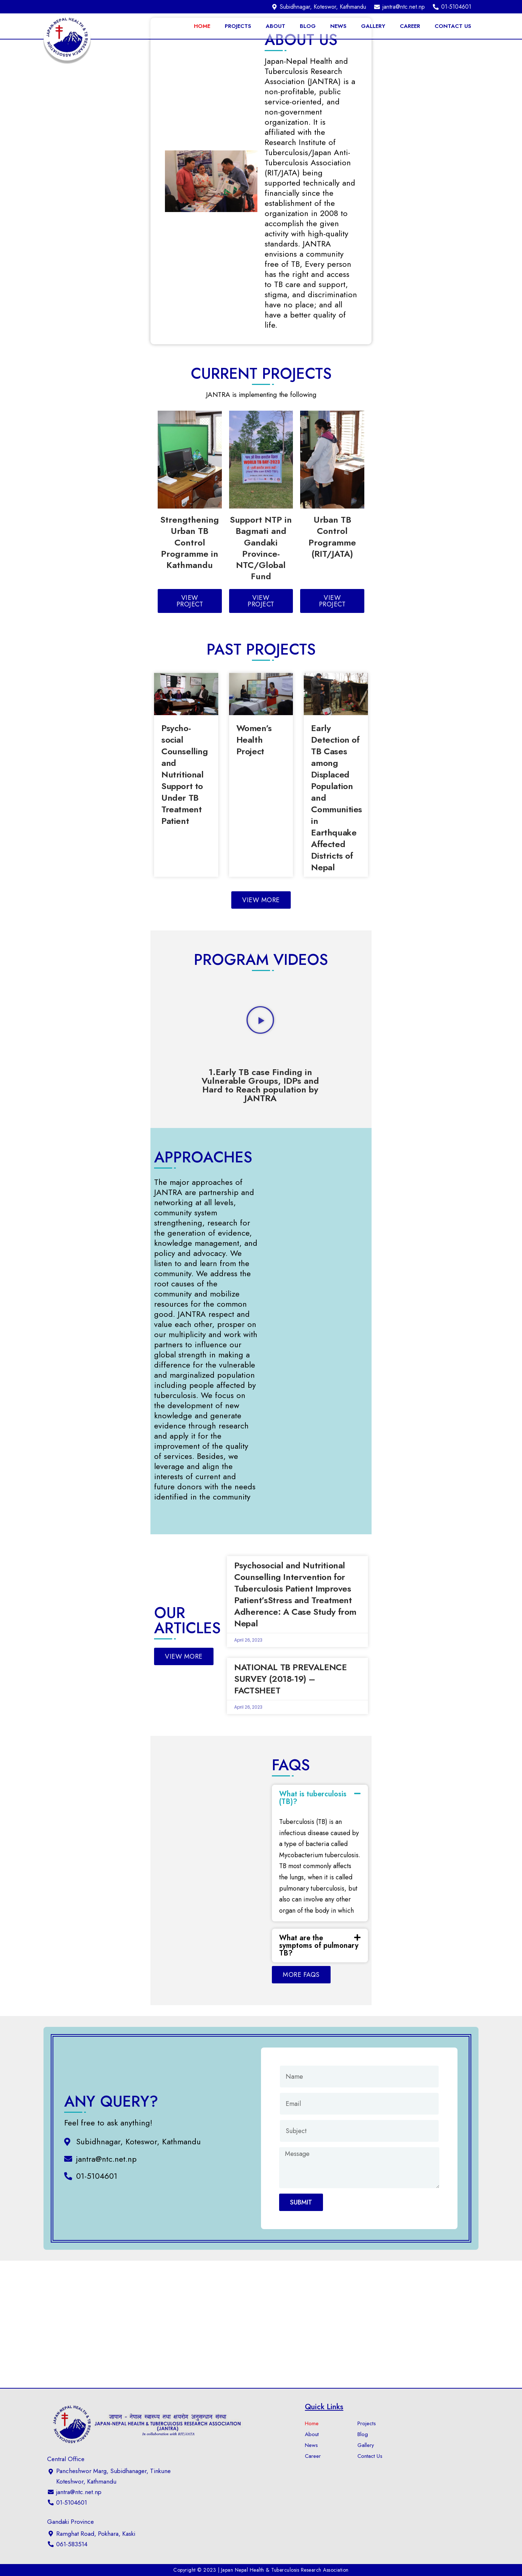 Subidhnagar, Koteswor, Kathmandu jantra@ntc.net.np 01-5104601
HOME PROJECTS ABOUT BLOG NEWS GALLERY CAREER CONTACT US
JAPAN-NEPAL HEALTH & TUBERCULOSIS RESEARCH ASSOCIATION
ABOUT US
Japan-Nepal Health and
Tuberculosis Research
Association (JANTRA) is a
non-profitable, public
service-oriented, and
non-government
organization. It is
affiliated with the
Research Institute of
Tuberculosis/Japan Anti-
Tuberculosis Association
(RIT/JATA) being
supported technically and
financially since the
establishment of the
organization in 2008 to
accomplish the given
activity with high-quality
standards. JANTRA
envisions a community
free of TB, Every person
has the right and access
to TB care and support,
stigma, and discrimination
have no place; and all
have a better quality of
life.
CURRENT PROJECTS
JANTRA is implementing the following
Strengthening
Urban TB
Control
Programme in
Kathmandu
VIEW
PROJECT
Support NTP in
Bagmati and
Gandaki
Province-
NTC/Global
Fund
VIEW
PROJECT
Urban TB
Control
Programme
(RIT/JATA)
VIEW
PROJECT
PAST PROJECTS
Psycho-
social
Counselling
and
Nutritional
Support to
Under TB
Treatment
Patient
Women's
Health
Project
Early
Detection of
TB Cases
among
Displaced
Population
and
Communities
in
Earthquake
Affected
Districts of
Nepal
VIEW MORE
PROGRAM VIDEOS
1.Early TB case Finding in
Vulnerable Groups, IDPs and
Hard to Reach population by
JANTRA
APPROACHES
The major approaches of
JANTRA are partnership and
networking at all levels,
community system
strengthening, research for
the generation of evidence,
knowledge management, and
policy and advocacy. We
listen to and learn from the
community. We address the
root causes of the
community and mobilize
resources for the common
good. JANTRA respect and
value each other, prosper on
our multiplicity and work with
partners to influence our
global strength in making a
difference for the vulnerable
and marginalized population
including people affected by
tuberculosis. We focus on
the development of new
knowledge and generate
evidence through research
and apply it for the
improvement of the quality
of services. Besides, we
leverage and align the
interests of current and
future donors with the needs
identified in the community
OUR
ARTICLES
VIEW MORE
Psychosocial and Nutritional
Counselling Intervention for
Tuberculosis Patient Improves
Patient'sStress and Treatment
Adherence: A Case Study from
Nepal
April 26, 2023
NATIONAL TB PREVALENCE
SURVEY (2018-19) –
FACTSHEET
April 26, 2023
FAQS
What is tuberculosis
(TB)?
Tuberculosis (TB) is an
infectious disease caused by
a type of bacteria called
Mycobacterium tuberculosis.
TB most commonly affects
the lungs, when it is called
pulmonary tuberculosis, but
also can involve any other
organ of the body in which
What are the
symptoms of pulmonary
TB?
MORE FAQS
ANY QUERY?
Feel free to ask anything!
Subidhnagar, Koteswor, Kathmandu
jantra@ntc.net.np
01-5104601
Name
Email
Subject
Message
SUBMIT
JAPAN-NEPAL HEALTH & TUBERCULOSIS RESEARCH ASSOCIATION
जापान - नेपाल स्वास्थ्य तथा क्षयरोग अनुसन्धान संस्था
JAPAN-NEPAL HEALTH & TUBERCULOSIS RESEARCH ASSOCIATION
(JANTRA)
In collaboration with RIT/JATA
Central Office
Pancheshwor Marg, Subidhanager, Tinkune
Koteshwor, Kathmandu
jantra@ntc.net.np
01-5104601
Gandaki Province
Ramghat Road, Pokhara, Kaski
061-583514
Quick Links
Home Projects
About Blog
News Gallery
Career Contact Us
Copyright © 2023 | Japan Nepal Health & Tuberculosis Research Association